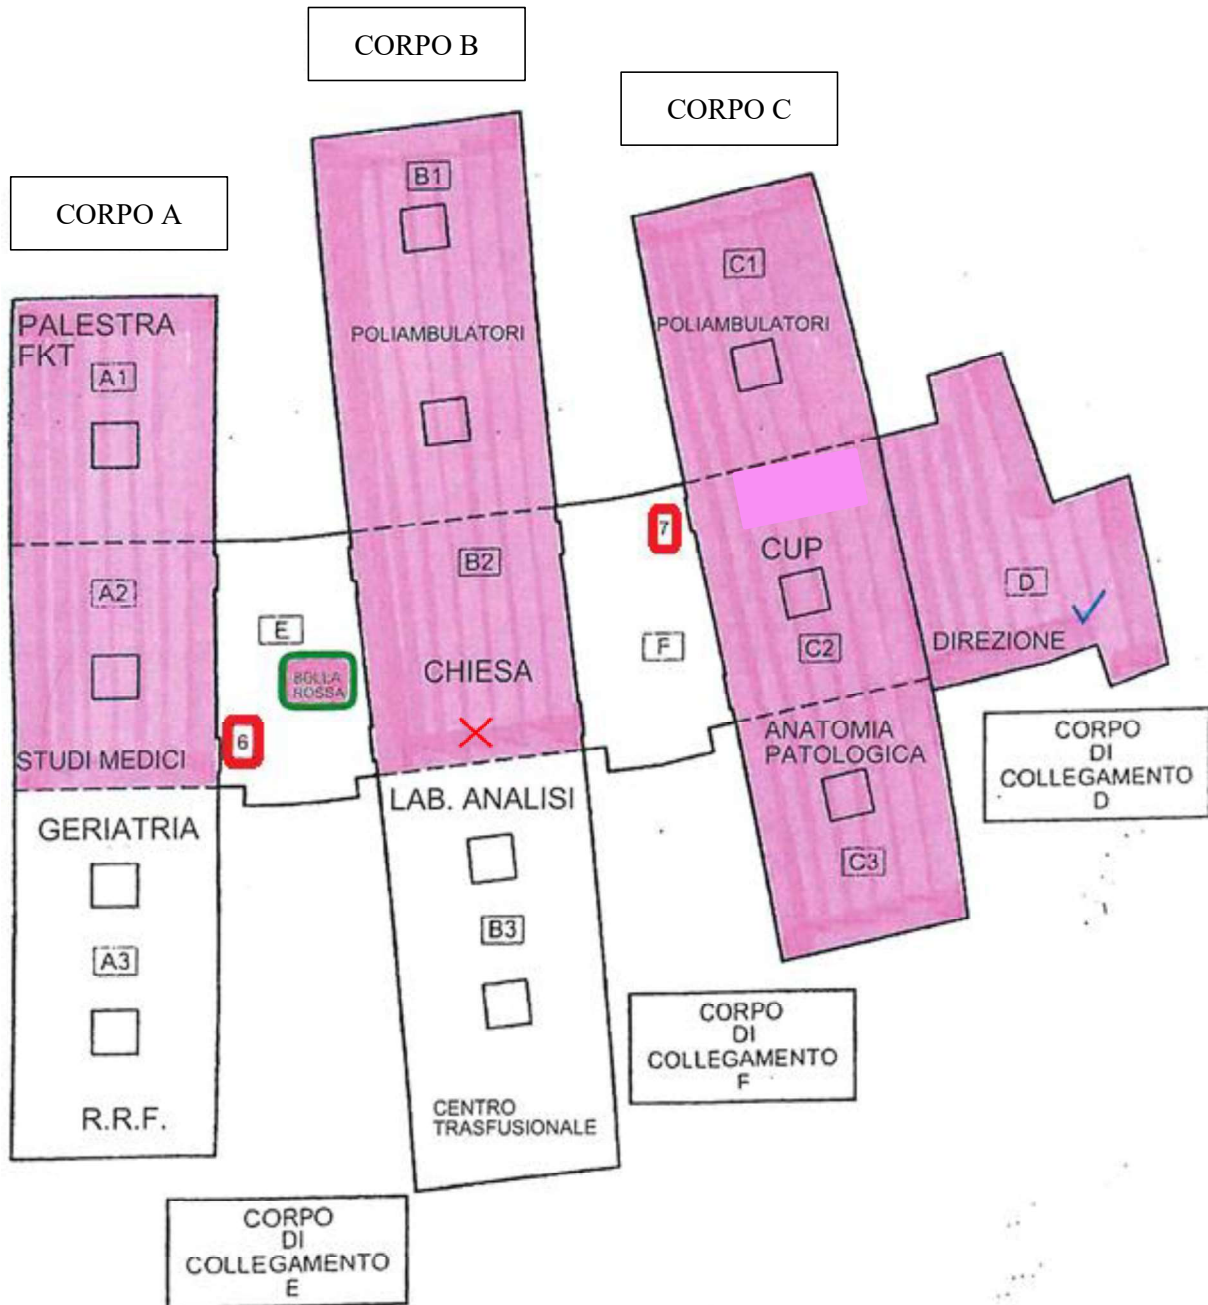 CORPO B
CORPO C
CORPO A
B1
C1
PALESTRA
FKT
A1
POLIAMBULATORI
POLIAMBULATORI
7
CUP
B2
A2
D
E
F
C2
DIREZIONE
CHIESA
BOLLA
ROSSA
6
STUDI MEDICI
ANATOMIA
PATOLOGICA
CORPO
DI
COLLEGAMENTO
D
LAB. ANALISI
GERIATRIA
C3
B3
A3
CORPO
DI
COLLEGAMENTO
F
CENTRO
TRASFUSIONALE
R.R.F.
CORPO
DI
COLLEGAMENTO
E